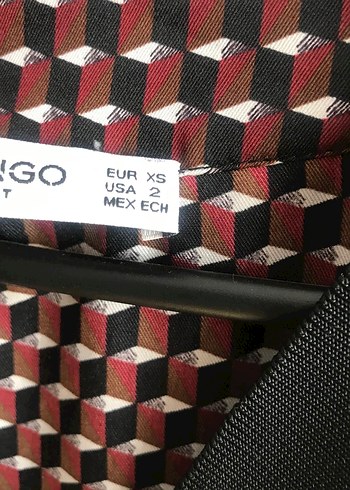 NGO
T
EUR XS
USA 2
MEX ECH